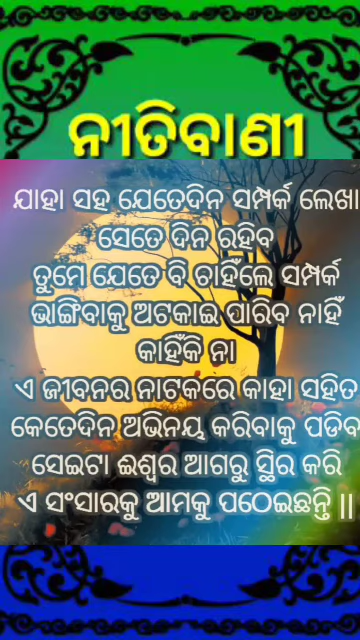 ନୀତିବାଣୀ
ଯାହା ସହ ଯେତେଦିନ ସମ୍ପର୍କ ଲେଖା
ସେତେ ଦିନ ରହିବ
ତୁମେ ଯେତେ ବି ଚାହିଁଲେ ସମ୍ପର୍କ
ଭାଙ୍ଗିବାକୁ ଅଟକାଇ ପାରିବ ନାହିଁ
କାହିଁକି ନା
ଏ ଜୀବନର ନାଟକରେ କାହା ସହିତ
କେତେଦିନ ଅଭିନୟ କରିବାକୁ ପଡିବ
ସେଇଟା ଈଶ୍ବର ଆଗରୁ ସ୍ଥିର କରି
ଏ ସଂସାରକୁ ଆମକୁ ପଠେଇଛନ୍ତି ||